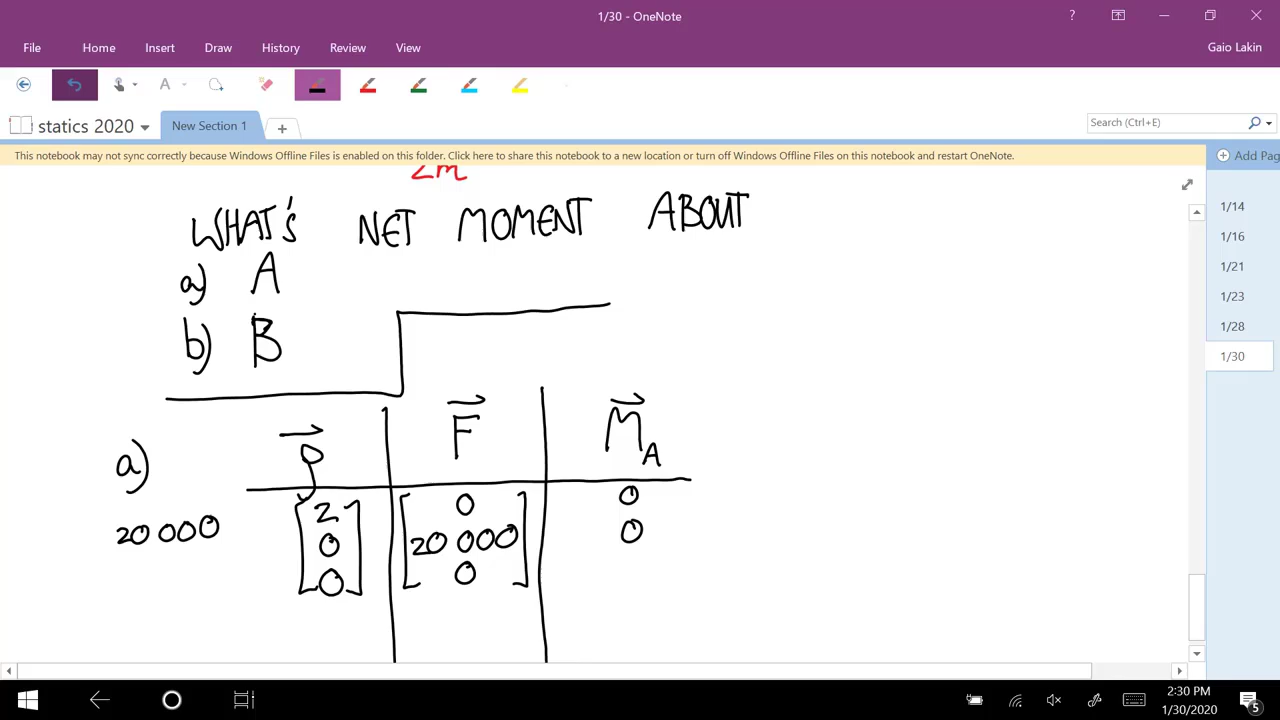 1/30 - OneNote
?
File Home Insert Draw History Review View Gaio Lakin
A
statics 2020 New Section 1 + Search (Ctrl+E)
This notebook may not sync correctly because Windows Offline Files is enabled on this folder. Click here to share this notebook to a new location or turn off Windows Offline Files on this notebook and restart OneNote.
Add Pag
1/14
1/16
1/21
1/23
1/28
1/30
2m
WHAT'S NET MOMENT ABOUT
a) A
b) B
a) ρ F M_A
20 000 2 0 0
0 20 000 0
0 0
2:30 PM
1/30/2020
5